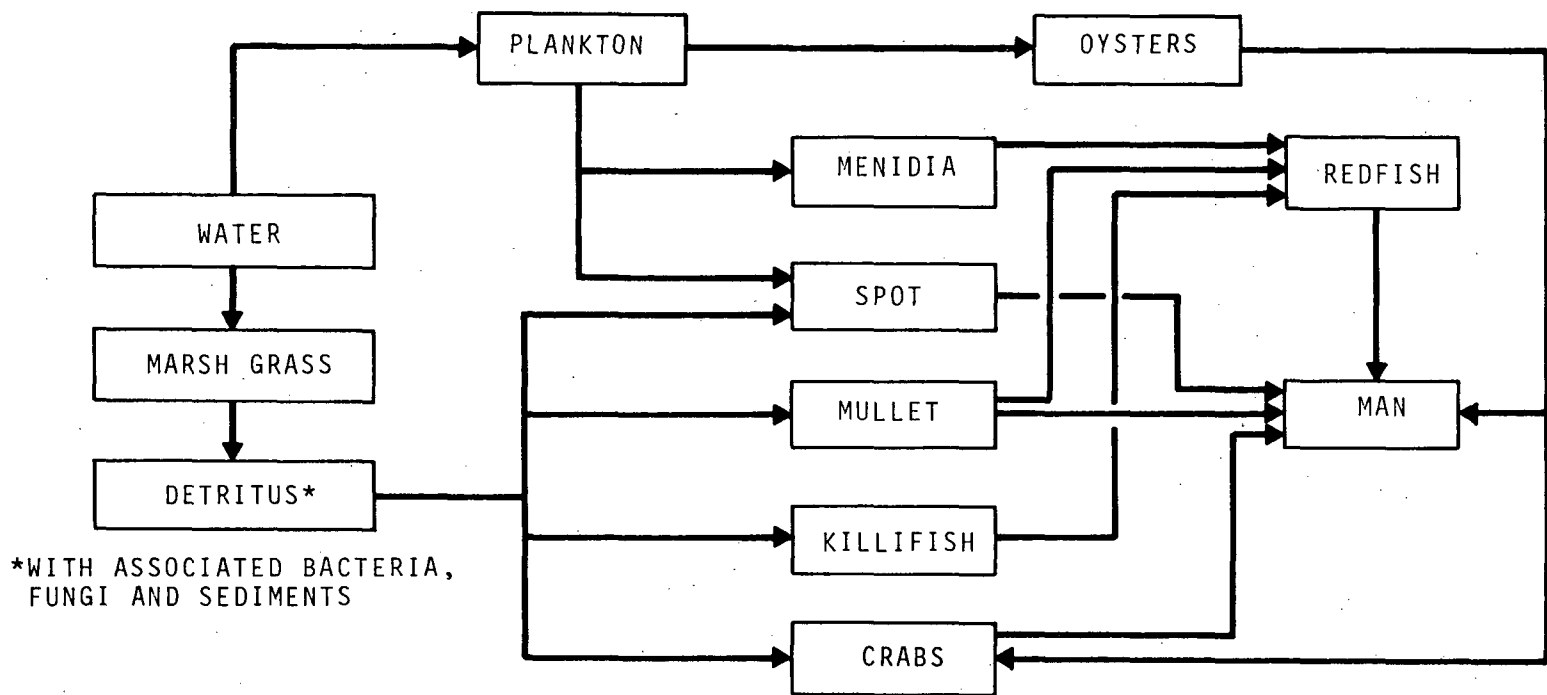 PLANKTON
OYSTERS
MENIDIA
REDFISH
WATER
SPOT
MARSH GRASS
MULLET
MAN
DETRITUS*
KILLIFISH
*WITH ASSOCIATED BACTERIA,
FUNGI AND SEDIMENTS
CRABS